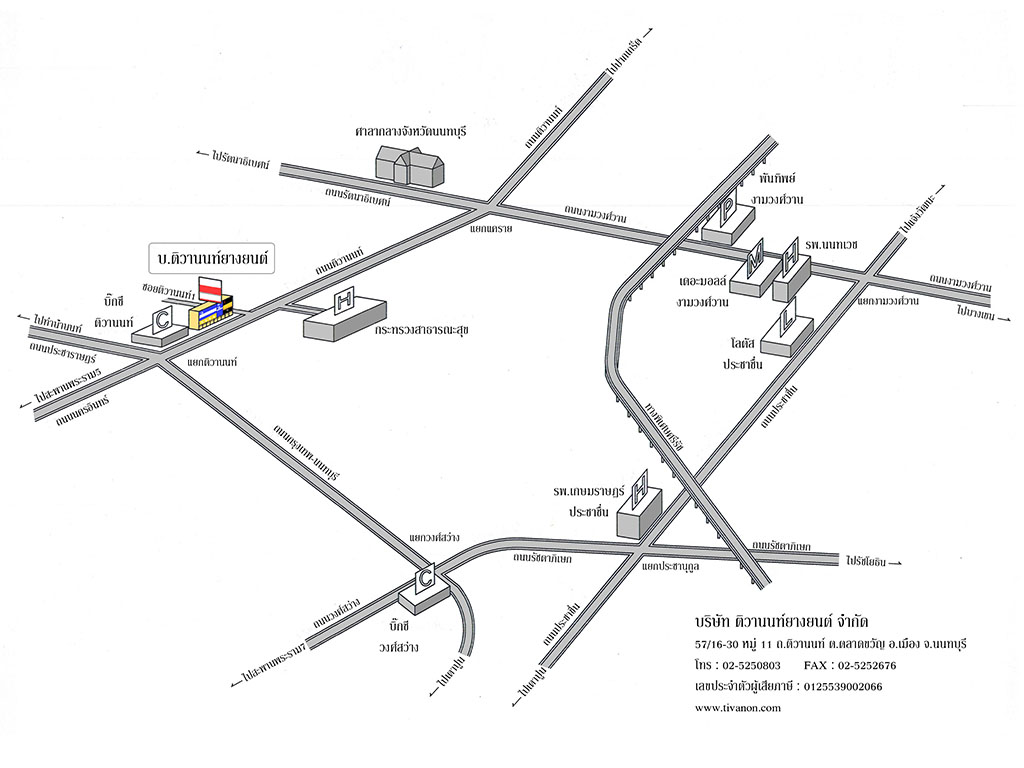 ไปปากเกร็ด
ถนนติวานนท์
ศาลากลางจังหวัดนนทบุรี
ไปรัตนาธิเบศน์
ถนนรัตนาธิเบศน์
แยกแคราย
ถนนงามวงศ์วาน
พันทิพย์
งามวงศ์วาน
P
ไปแจ้งวัฒนะ
รพ.นนทเวช
M
H
เดอะมอลล์
งามวงศ์วาน
ถนนงามวงศ์วาน
แยกงามวงศ์วาน
ไปบางเขน
L
โลตัส
ประชาชื่น
ถนนประชาชื่น
บ.ติวานนท์ยางยนต์
ถนนติวานนท์
ซอยติวานนท์1
บิ๊กซี
ติวานนท์
C
H
กระทรวงสาธารณะสุข
ไปท่าน้ำนนท์
ถนนประชาราษฎร์
แยกติวานนท์
ไปสะพานพระราม5
ถนนนครอินทร์
ถนนกรุงเทพ-นนทบุรี
ทางพิเศษศรีรัช
รพ.เกษมราษฎร์
ประชาชื่น
H
แยกวงศ์สว่าง
ถนนรัชดาภิเษก
ถนนรัชดาภิเษก
ไปรัชโยธิน
แยกประชานุกูล
C
บิ๊กซี
วงศ์สว่าง
ถนนวงศ์สว่าง
ไปสะพานพระราม7
ไปเตาปูน
ถนนประชาชื่น
ไปเตาปูน
บริษัท ติวานนท์ยางยนต์ จำกัด
57/16-30 หมู่ 11 ถ.ติวานนท์ ต.ตลาดขวัญ อ.เมือง จ.นนทบุรี
โทร : 02-5250803 FAX : 02-5252676
เลขประจำตัวผู้เสียภาษี : 0125539002066
www.tivanon.com